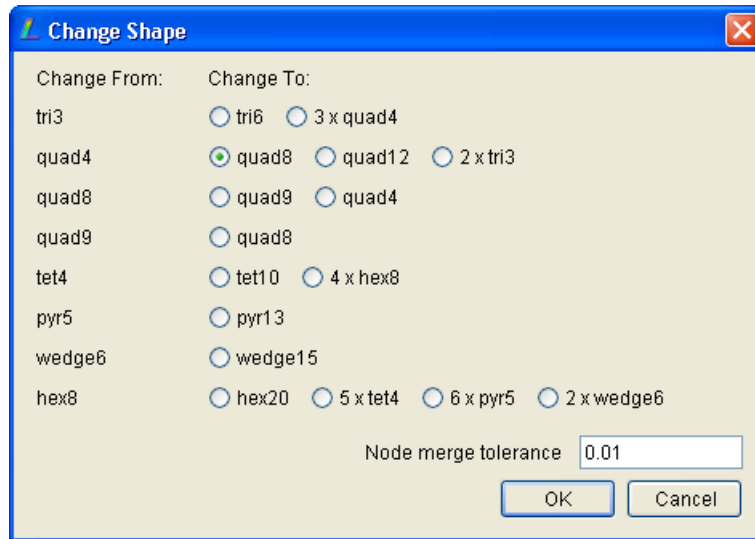 Change Shape
Change From: Change To:
tri3 tri6 3 x quad4
quad4 quad8 quad12 2 x tri3
quad8 quad9 quad4
quad9 quad8
tet4 tet10 4 x hex8
pyr5 pyr13
wedge6 wedge15
hex8 hex20 5 x tet4 6 x pyr5 2 x wedge6
Node merge tolerance 0.01
OK Cancel